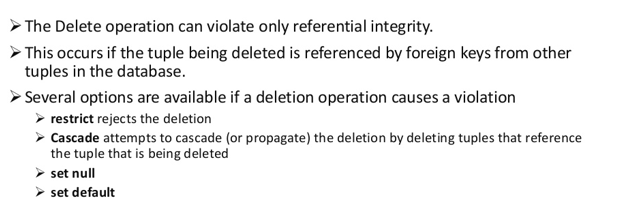 ➢ The Delete operation can violate only referential integrity.
➢ This occurs if the tuple being deleted is referenced by foreign keys from other
tuples in the database.
➢ Several options are available if a deletion operation causes a violation
➢ restrict rejects the deletion
➢ Cascade attempts to cascade (or propagate) the deletion by deleting tuples that reference
the tuple that is being deleted
➢ set null
➢ set default